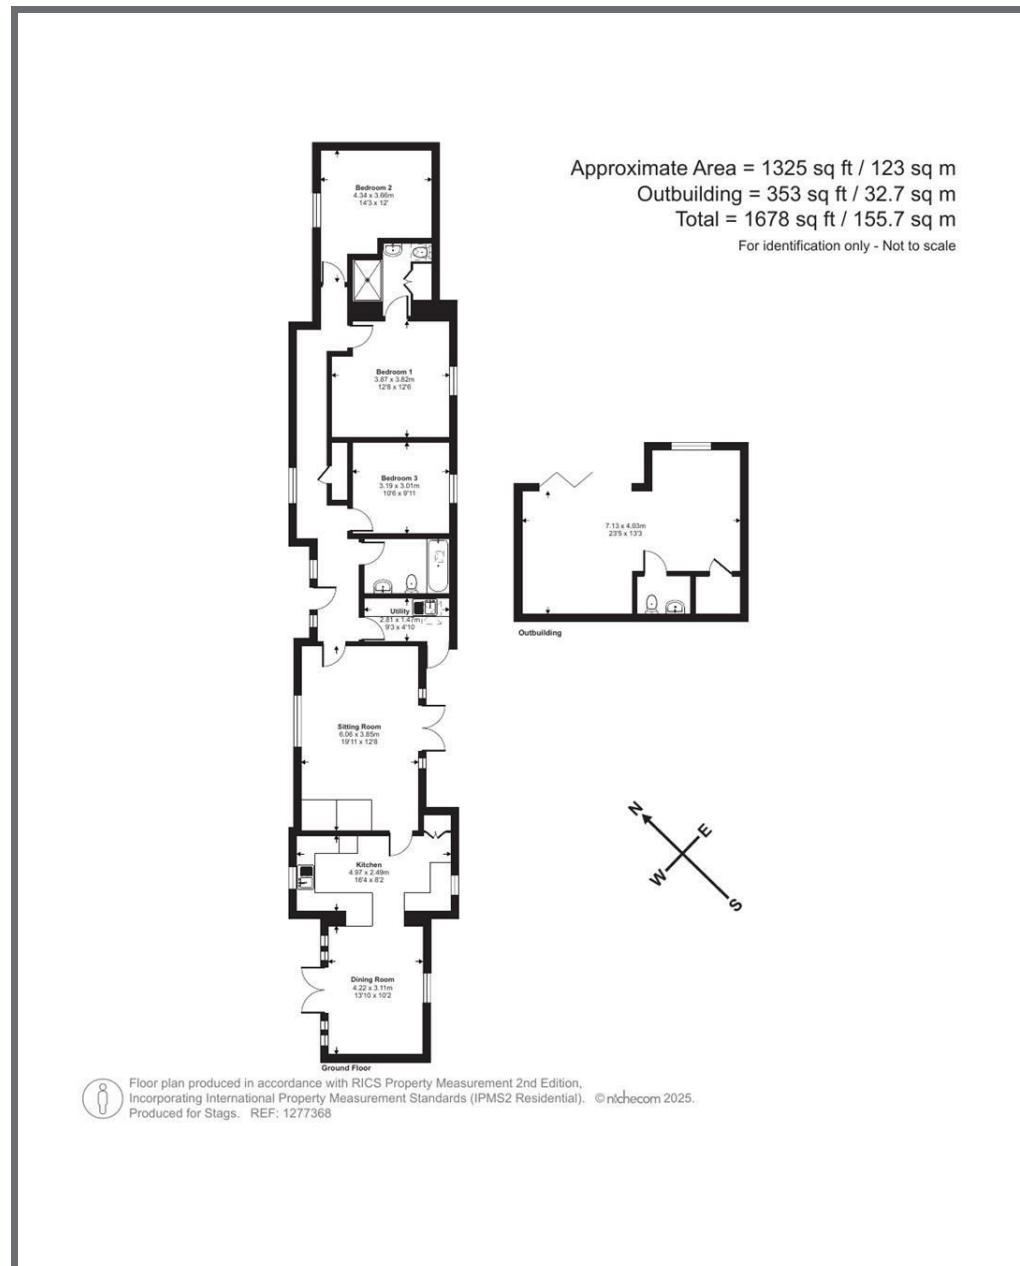 Approximate Area = 1325 sq ft / 123 sq m
Outbuilding = 353 sq ft / 32.7 sq m
Total = 1678 sq ft / 155.7 sq m
For identification only - Not to scale
Bedroom 2
4.34 x 3.66m
14'3 x 12'
Bedroom 1
3.87 x 3.82m
12'8 x 12'6
Bedroom 3
3.19 x 3.01m
10'6 x 9'11
Utility
2.81 x 1.47m
9'3 x 4'10
Sitting Room
6.06 x 3.85m
19'11 x 12'8
Kitchen
4.97 x 2.49m
16'4 x 8'2
Dining Room
4.22 x 3.11m
13'10 x 10'2
Ground Floor
7.13 x 4.03m
23'5 x 13'3
Outbuilding
N
E
W
S
Floor plan produced in accordance with RICS Property Measurement 2nd Edition,
Incorporating International Property Measurement Standards (IPMS2 Residential). © nichecom 2025.
Produced for Stags. REF: 1277368